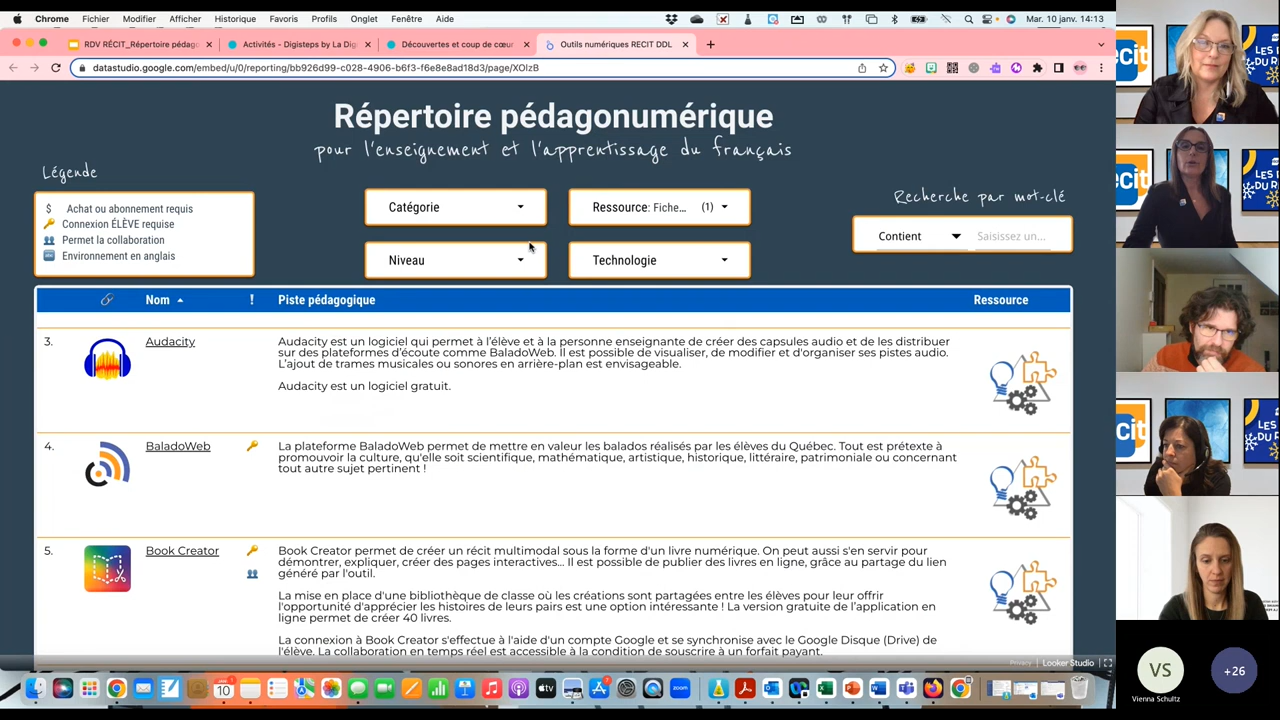 Chrome Fichier Modifier Afficher Historique Favoris Profils Onglet Fenêtre Aide Mar. 10 janv. 14:13
RDV RÉCIT_Répertoire pédago Activités - Digisteps by La Dig Découvertes et coup de cœur Outils numériques RECIT DDL
datastudio.google.com/embed/u/0/reporting/bb926d99-c028-4906-b6f3-f6e8e8ad18d3/page/XOlzB
Répertoire pédagonumérique
pour l'enseignement et l'apprentissage du français
Légende
$ Achat ou abonnement requis
Connexion ÉLÈVE requise
Permet la collaboration
Environnement en anglais
Catégorie
Ressource: Fiche... (1)
Niveau
Technologie
Recherche par mot-clé
Contient Saisissez un...
Nom ! Piste pédagogique Ressource
3. Audacity Audacity est un logiciel qui permet à l'élève et à la personne enseignante de créer des capsules audio et de les distribuer
sur des plateformes d'écoute comme BaladoWeb. Il est possible de visualiser, de modifier et d'organiser ses pistes audio.
L'ajout de trames musicales ou sonores en arrière-plan est envisageable.
Audacity est un logiciel gratuit.
4. BaladoWeb La plateforme BaladoWeb permet de mettre en valeur les balados réalisés par les élèves du Québec. Tout est prétexte à
promouvoir la culture, qu'elle soit scientifique, mathématique, artistique, historique, littéraire, patrimoniale ou concernant
tout autre sujet pertinent !
5. Book Creator Book Creator permet de créer un récit multimodal sous la forme d'un livre numérique. On peut aussi s'en servir pour
démontrer, expliquer, créer des pages interactives... Il est possible de publier des livres en ligne, grâce au partage du lien
généré par l'outil.
La mise en place d'une bibliothèque de classe où les créations sont partagées entre les élèves pour leur offrir
l'opportunité d'apprécier les histoires de leurs pairs est une option intéressante ! La version gratuite de l'application en
ligne permet de créer 40 livres.
La connexion à Book Creator s'effectue à l'aide d'un compte Google et se synchronise avec le Google Disque (Drive) de
l'élève. La collaboration en temps réel est accessible à la condition de souscrire à un forfait payant.
Privacy Looker Studio
10
zoom
VS
Vienna Schultz
+26